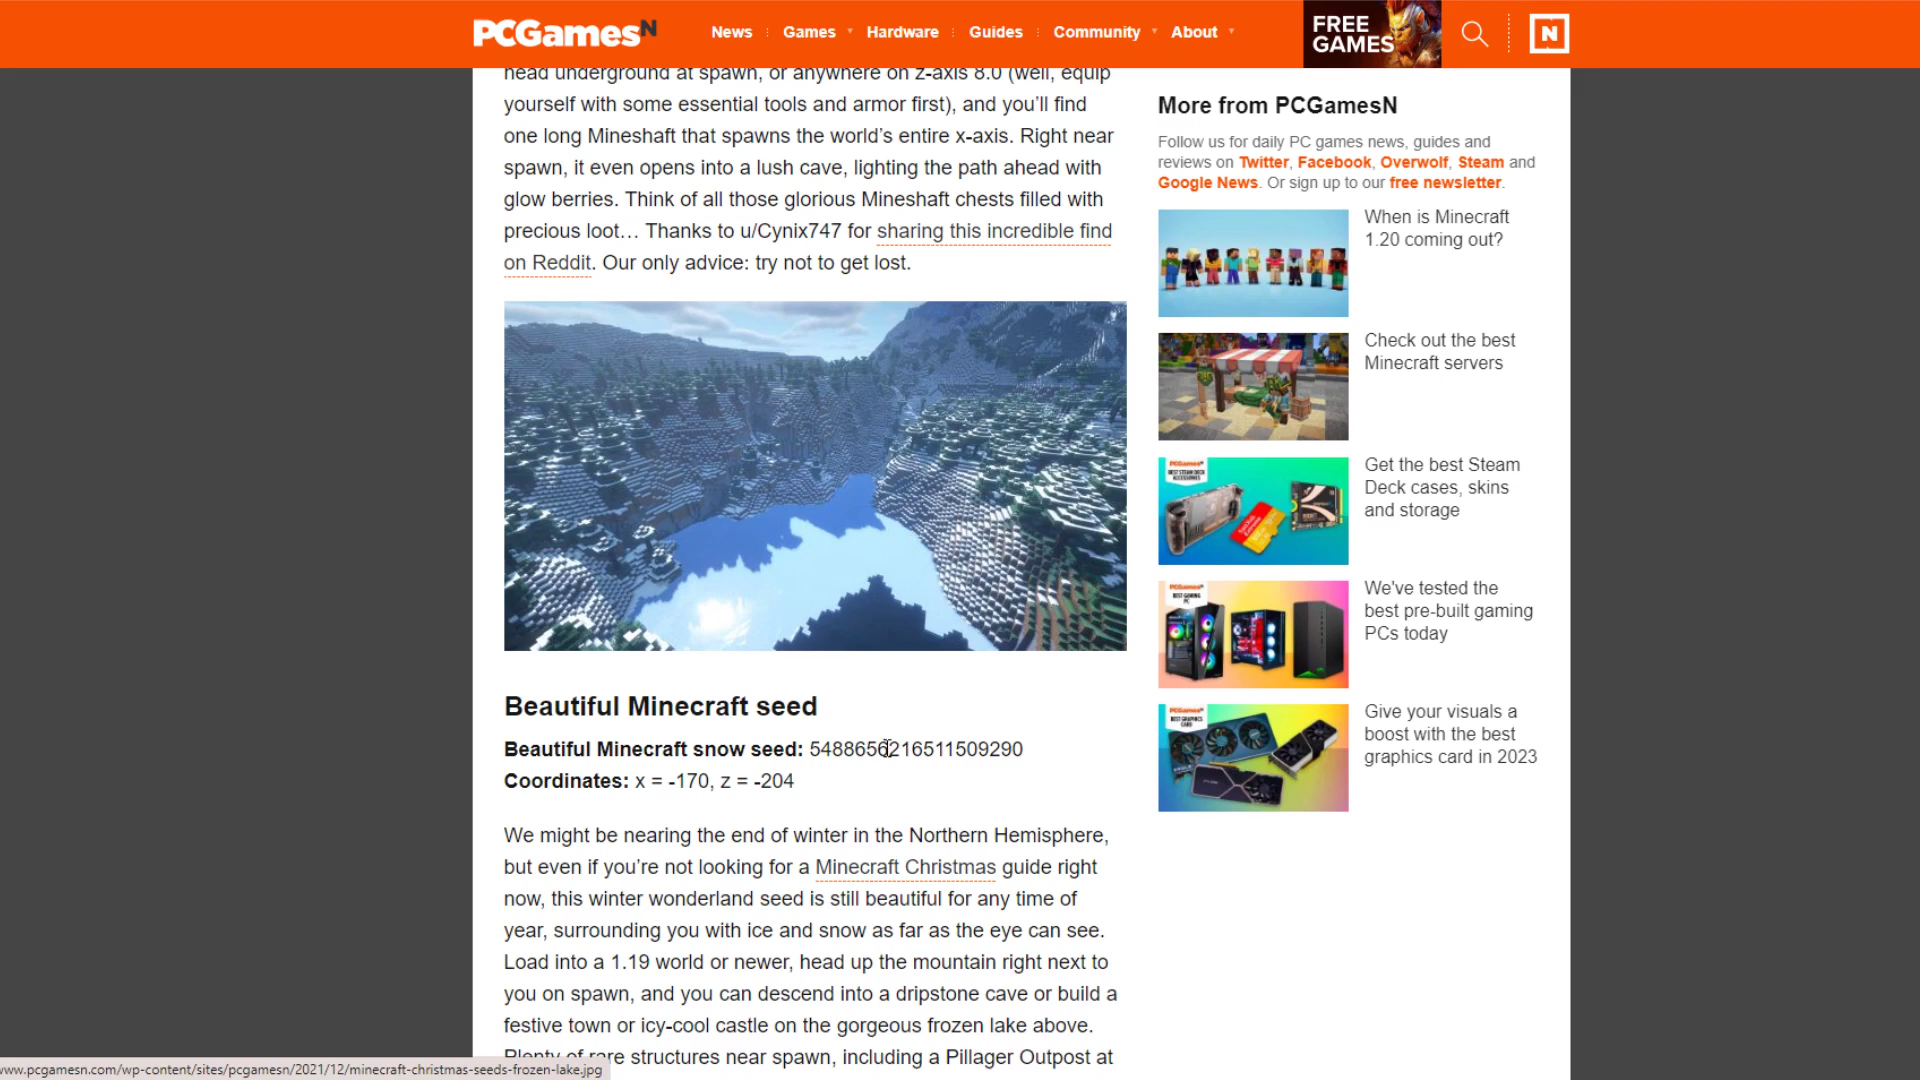 PCGamesN
News
Games
Hardware
Guides
Community
About
FREE
GAMES
N
head underground at spawn, or anywhere on z-axis 8.0 (well, equip
yourself with some essential tools and armor first), and you’ll find
one long Mineshaft that spawns the world’s entire x-axis. Right near
spawn, it even opens into a lush cave, lighting the path ahead with
glow berries. Think of all those glorious Mineshaft chests filled with
precious loot… Thanks to u/Cynix747 for sharing this incredible find
on Reddit. Our only advice: try not to get lost.
Beautiful Minecraft seed
Beautiful Minecraft snow seed: 5488656216511509290
Coordinates: x = -170, z = -204
We might be nearing the end of winter in the Northern Hemisphere,
but even if you’re not looking for a Minecraft Christmas guide right
now, this winter wonderland seed is still beautiful for any time of
year, surrounding you with ice and snow as far as the eye can see.
Load into a 1.19 world or newer, head up the mountain right next to
you on spawn, and you can descend into a dripstone cave or build a
festive town or icy-cool castle on the gorgeous frozen lake above.
Plenty of rare structures near spawn, including a Pillager Outpost at
More from PCGamesN
Follow us for daily PC games news, guides and
reviews on Twitter, Facebook, Overwolf, Steam and
Google News. Or sign up to our free newsletter.
When is Minecraft
1.20 coming out?
Check out the best
Minecraft servers
PCGamesN
BEST STEAM DECK
ACCESSORIES
Get the best Steam
Deck cases, skins
and storage
PCGamesN
BEST GAMING
PC
We've tested the
best pre-built gaming
PCs today
PCGamesN
BEST GRAPHICS
CARD
Give your visuals a
boost with the best
graphics card in 2023
www.pcgamesn.com/wp-content/sites/pcgamesn/2021/12/minecraft-christmas-seeds-frozen-lake.jpg